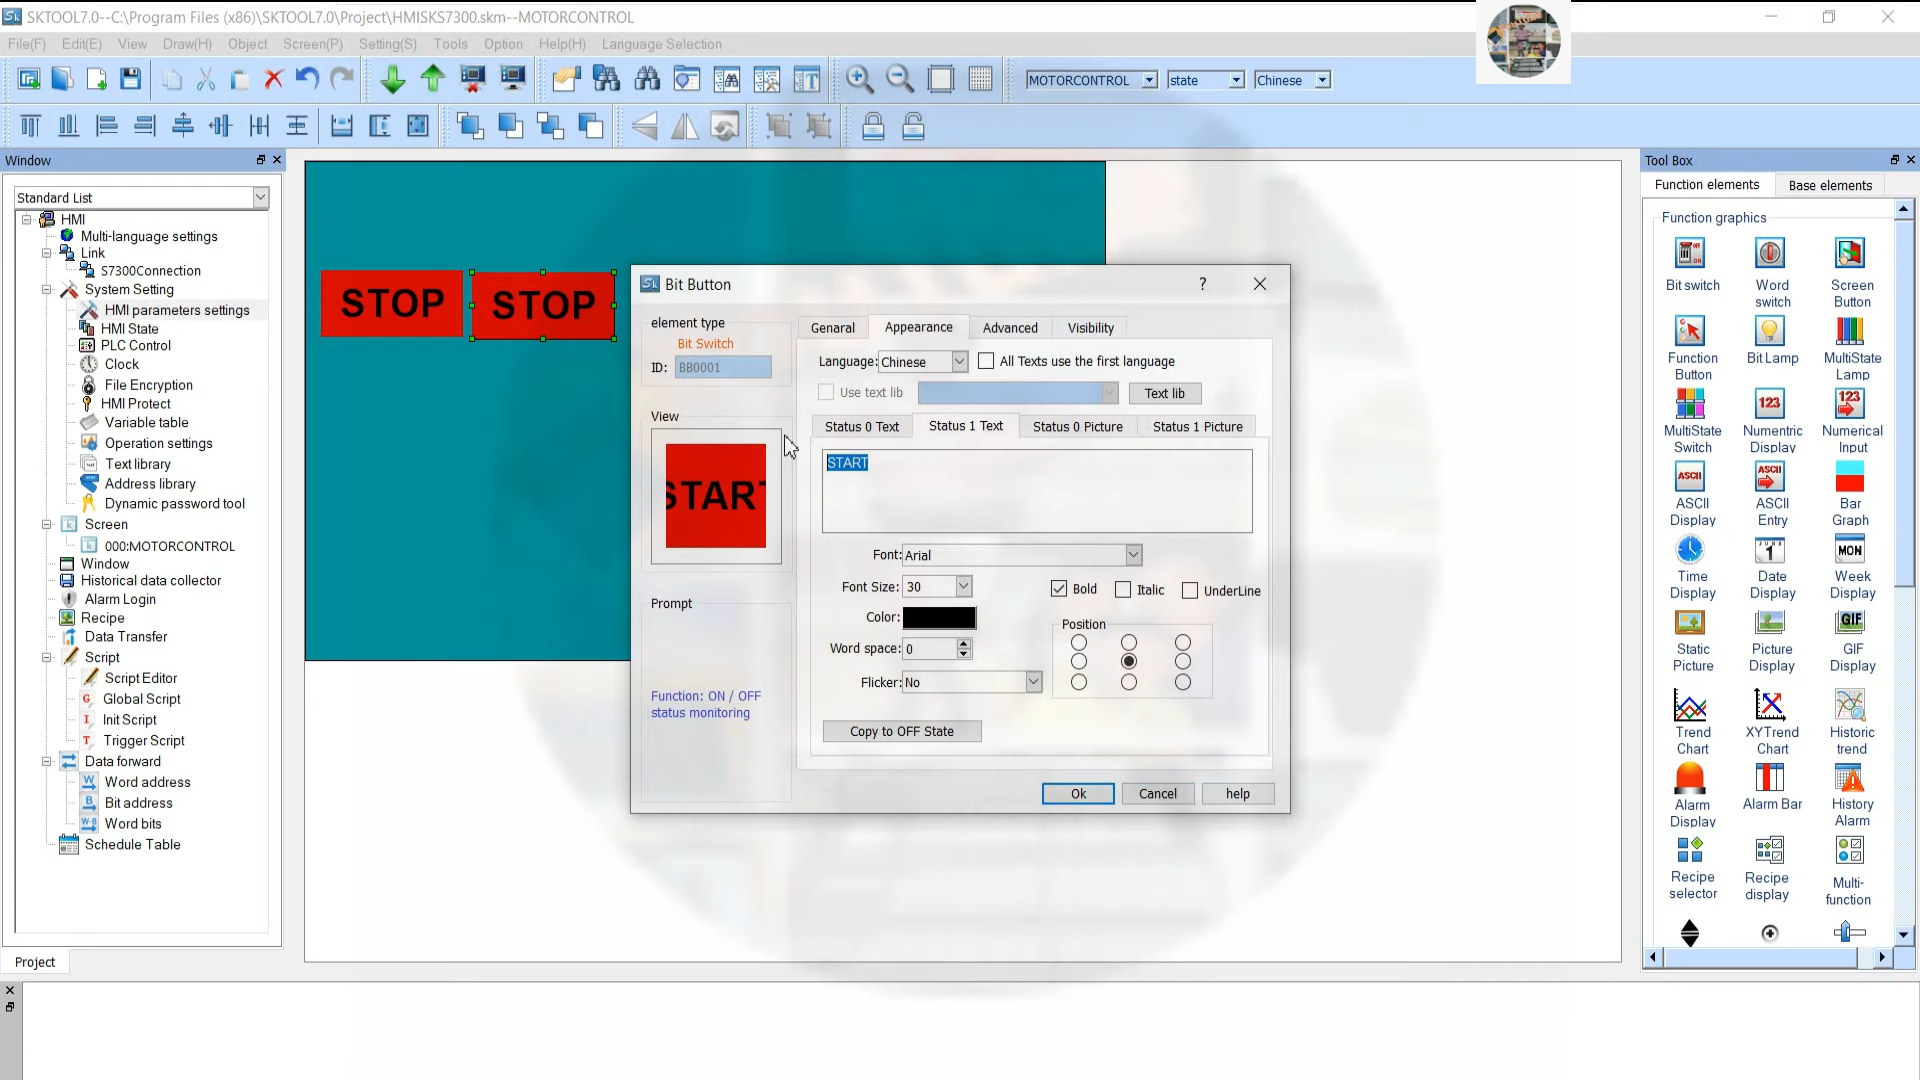 SKTOOL7.0--C:\Program Files (x86)\SKTOOL7.0\Project\HMISKS7300.skm--MOTORCONTROL
File(F) Edit(E) View Draw(H) Object Screen(P) Setting(S) Tools Option Help(H) Language Selection
MOTORCONTROL state Chinese
Window
Standard List
HMI
Multi-language settings
Link
S7300Connection
System Setting
HMI parameters settings
HMI State
PLC Control
Clock
File Encryption
HMI Protect
Variable table
Operation settings
Text library
Address library
Dynamic password tool
Screen
000:MOTORCONTROL
Window
Historical data collector
Alarm Login
Recipe
Data Transfer
Script
Script Editor
Global Script
Init Script
Trigger Script
Data forward
Word address
Bit address
Word bits
Schedule Table
Project
STOP STOP
Bit Button
element type
Bit Switch
ID: BB0001
View
START
Prompt
Function: ON / OFF
status monitoring
General Appearance Advanced Visibility
Language: Chinese All Texts use the first language
Use text lib Text lib
Status 0 Text Status 1 Text Status 0 Picture Status 1 Picture
START
Font: Arial
Font Size: 30 Bold Italic UnderLine
Color:
Position
Word space: 0
Flicker: No
Copy to OFF State
Ok Cancel help
Tool Box
Function elements Base elements
Function graphics
Bit switch
Word switch
Screen Button
Function Button
Bit Lamp
MultiState Lamp
MultiState Switch
Numentric Display
Numerical Input
ASCII Display
ASCII Entry
Bar Graph
Time Display
Date Display
Week Display
Static Picture
Picture Display
GIF Display
Trend Chart
XYTrend Chart
Historic trend
Alarm Display
Alarm Bar
History Alarm
Recipe selector
Recipe display
Multi-function